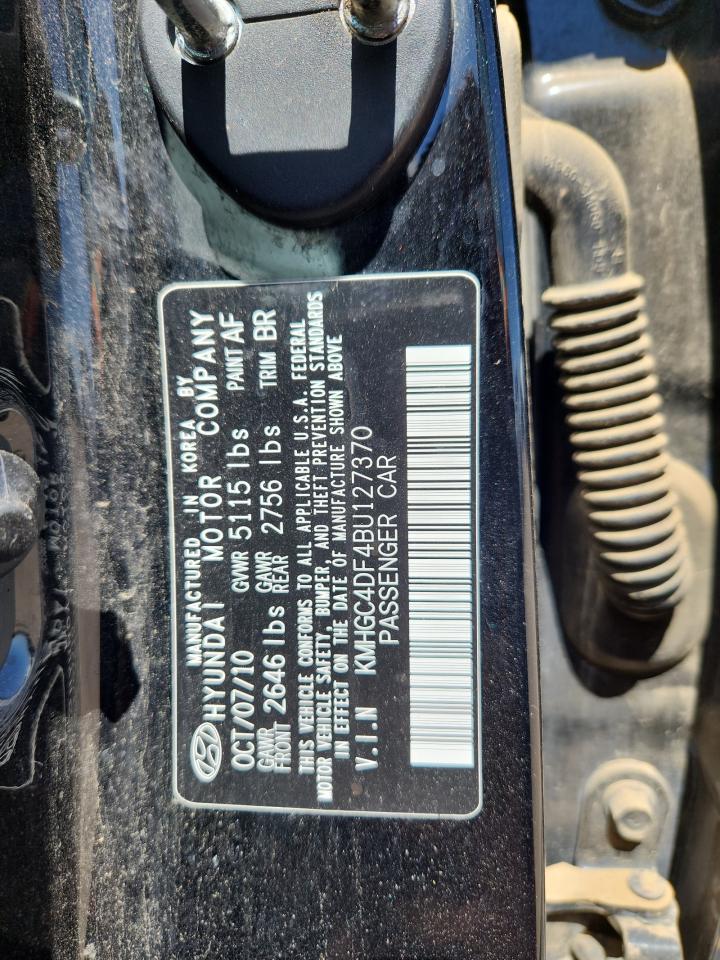 MANUFACTURED IN KOREA BY
HYUNDAI MOTOR COMPANY
OCT/07/10 GVWR 5115 lbs PAINT AF
GAWR FRONT 2646 lbs GAWR REAR 2756 lbs TRIM BR
THIS VEHICLE CONFORMS TO ALL APPLICABLE U.S.A. FEDERAL
MOTOR VEHICLE SAFETY, BUMPER, AND THEFT PREVENTION STANDARDS
IN EFFECT ON THE DATE OF MANUFACTURE SHOWN ABOVE
V.I.N KMHGC4DF4BU127370
PASSENGER CAR